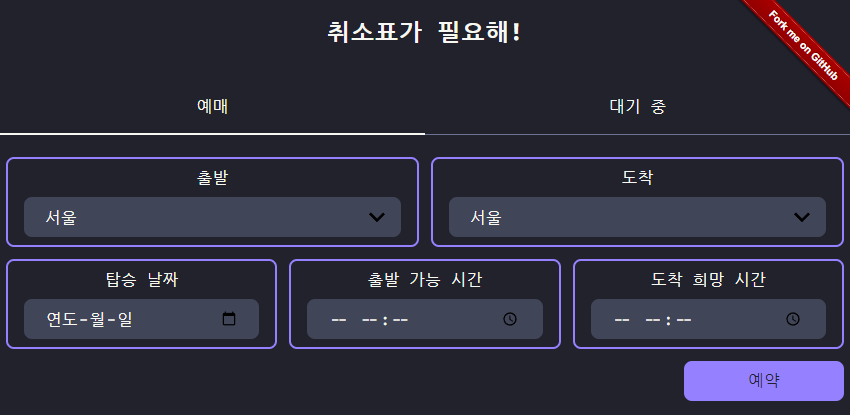 취소표가 필요해!
Fork me on GitHub
예매
대기 중
출발
도착
서울
서울
탑승 날짜
출발 가능 시간
도착 희망 시간
연도-월-일
-- --:--
-- --:--
예약